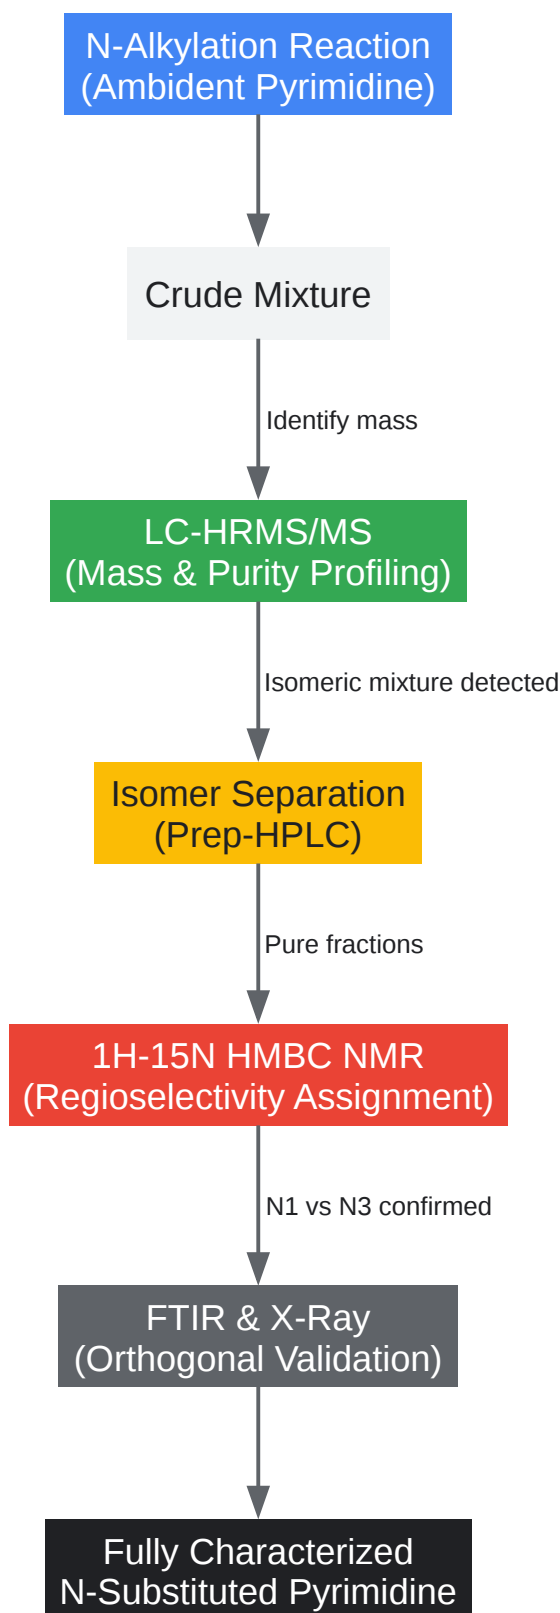 N-Alkylation Reaction
(Ambident Pyrimidine)
Crude Mixture
Identify mass
LC-HRMS/MS
(Mass & Purity Profiling)
Isomeric mixture detected
Isomer Separation
(Prep-HPLC)
Pure fractions
1H-15N HMBC NMR
(Regioselectivity Assignment)
N1 vs N3 confirmed
FTIR & X-Ray
(Orthogonal Validation)
Fully Characterized
N-Substituted Pyrimidine